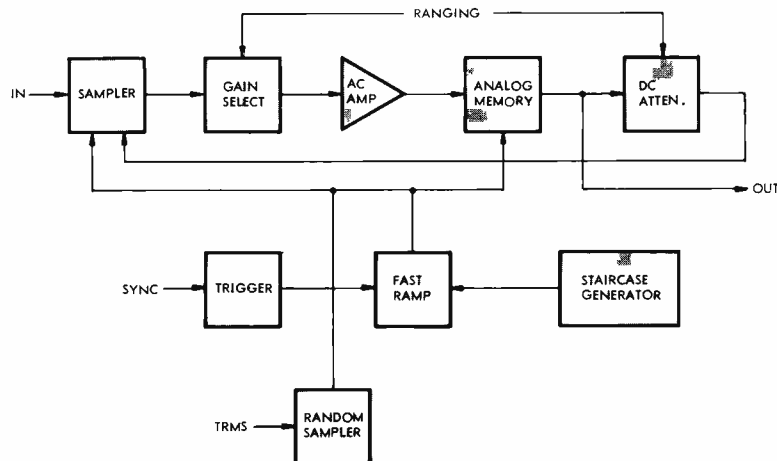 RANGING
IN
SAMPLER
GAIN
SELECT
AC
AMP
ANALOG
MEMORY
DC
ATTEN.
OUT
SYNC
TRIGGER
FAST
RAMP
STAIRCASE
GENERATOR
TRMS
RANDOM
SAMPLER